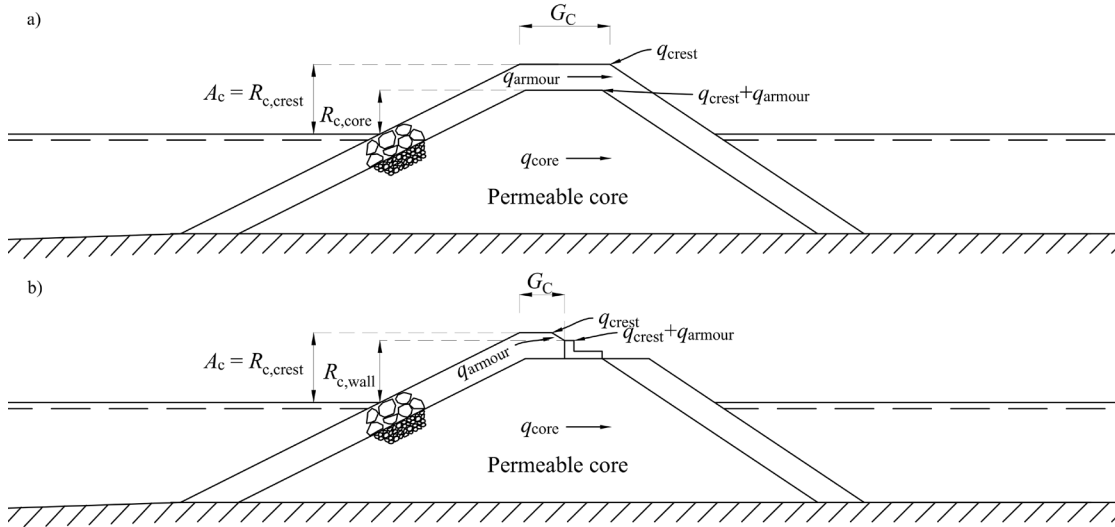 a)
G_C
q_crest
A_c = R_c,crest
q_armour
R_c,core
q_crest+q_armour
q_core
Permeable core
b)
G_C
q_crest
q_crest+q_armour
A_c = R_c,crest
R_c,wall
q_armour
q_core
Permeable core